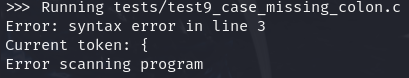 >>> Running tests/test9_case_missing_colon.c
Error: syntax error in line 3
Current token: {
Error scanning program